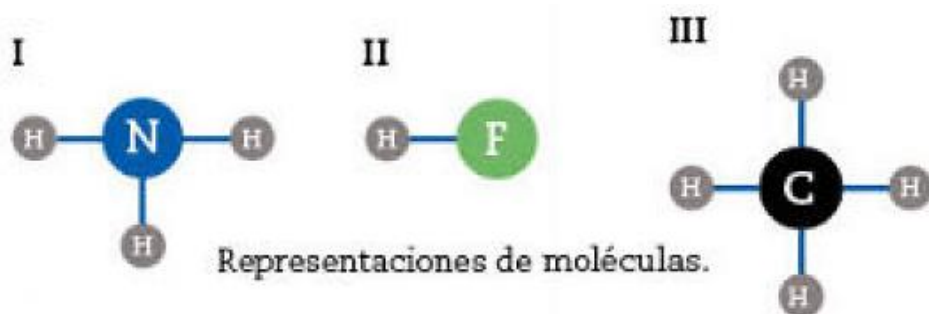 I
II
III
H N H
H
H F
H
H C H
H
Representaciones de moléculas.